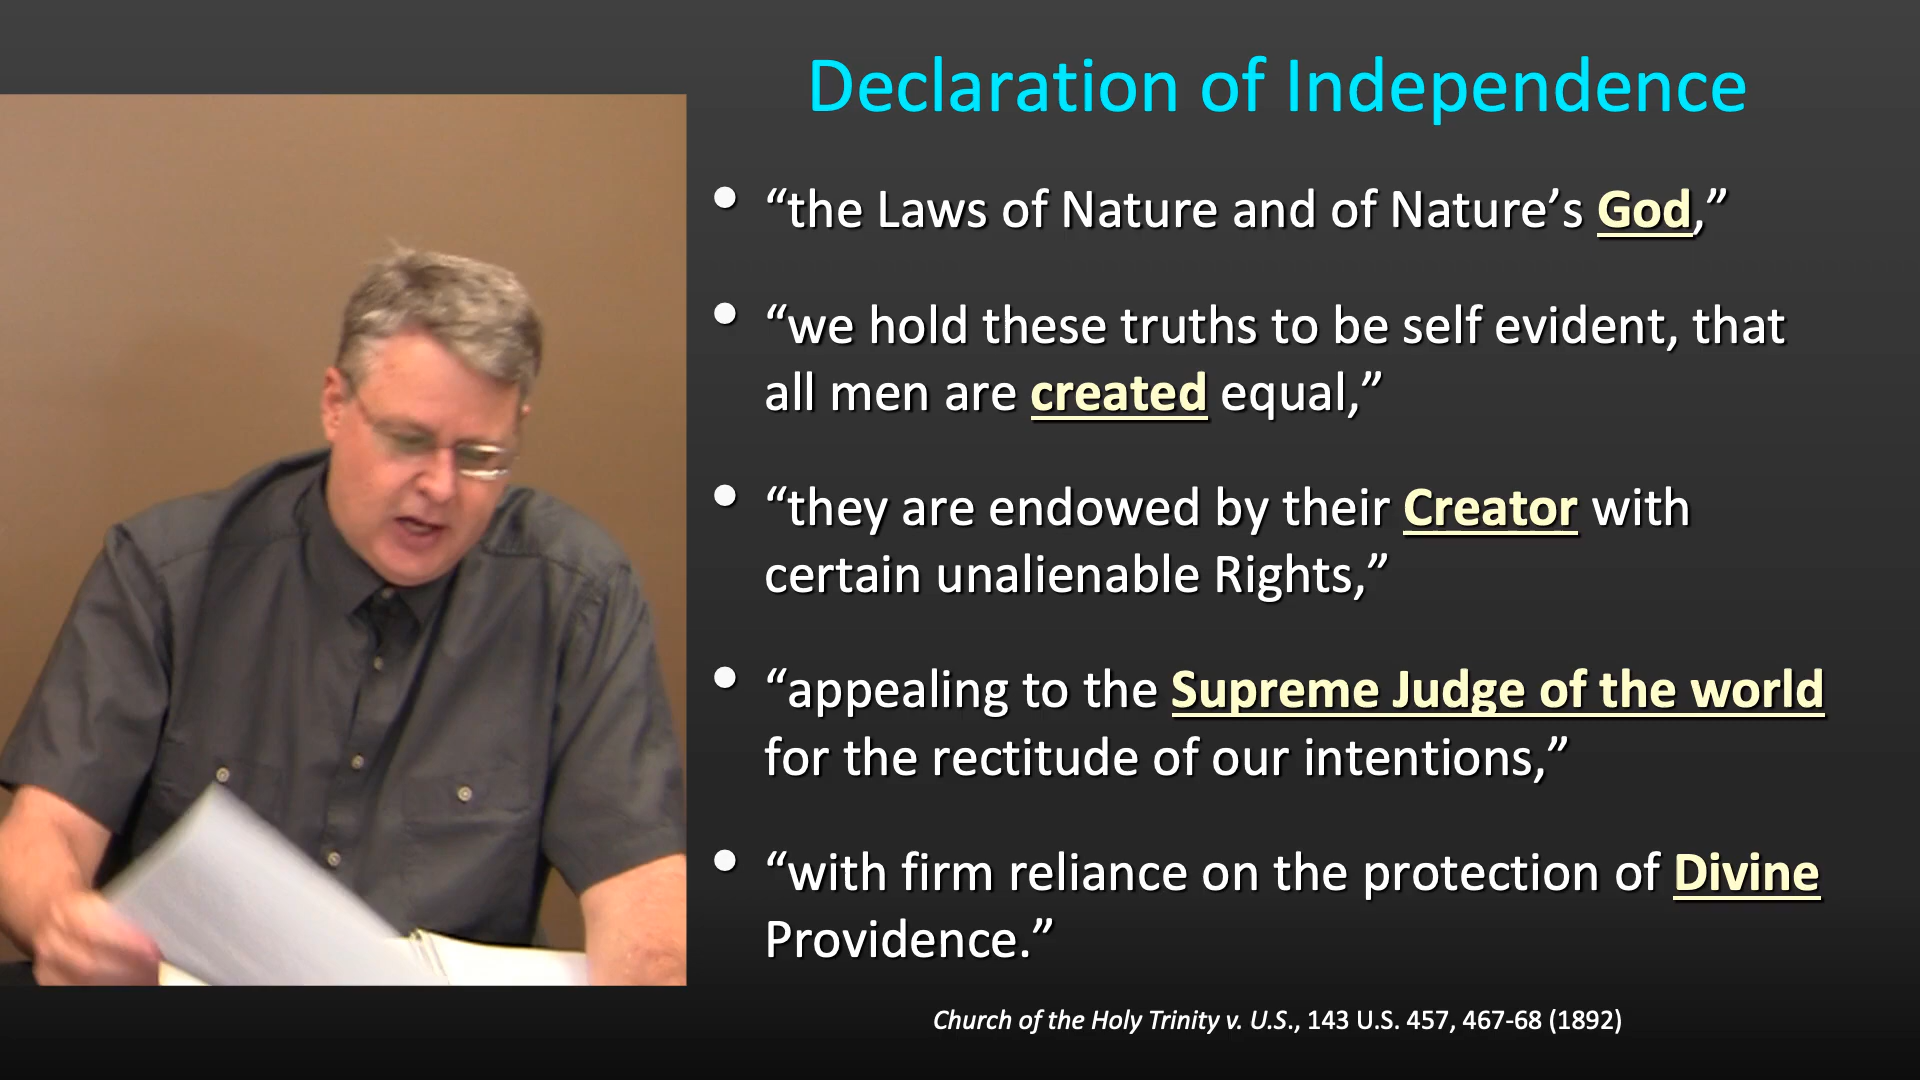 Declaration of Independence
• “the Laws of Nature and of Nature’s God,”
• “we hold these truths to be self evident, that
all men are created equal,”
• “they are endowed by their Creator with
certain unalienable Rights,”
• “appealing to the Supreme Judge of the world
for the rectitude of our intentions,”
• “with firm reliance on the protection of Divine
Providence.”
Church of the Holy Trinity v. U.S., 143 U.S. 457, 467-68 (1892)